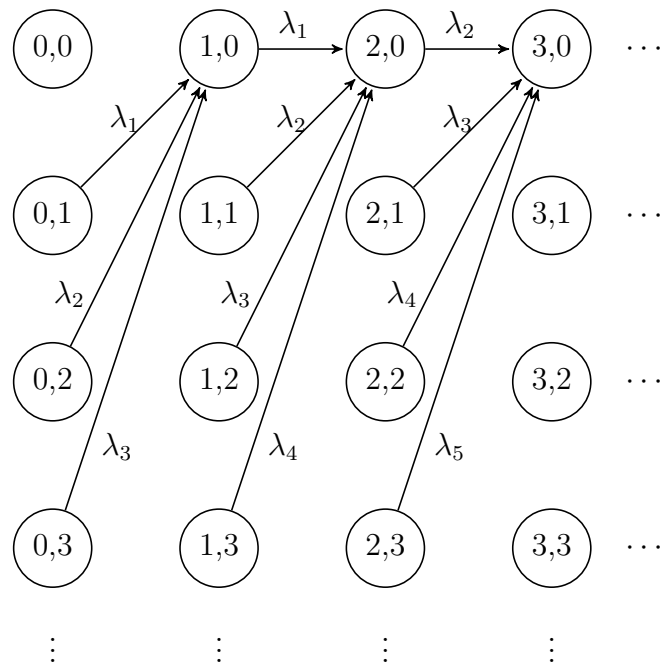 λ₁ λ₂
0,0 1,0 2,0 3,0 ⋯
λ₁ λ₂ λ₃
0,1 1,1 2,1 3,1 ⋯
λ₂ λ₃ λ₄
0,2 1,2 2,2 3,2 ⋯
λ₃ λ₄ λ₅
0,3 1,3 2,3 3,3 ⋯
⋮ ⋮ ⋮ ⋮